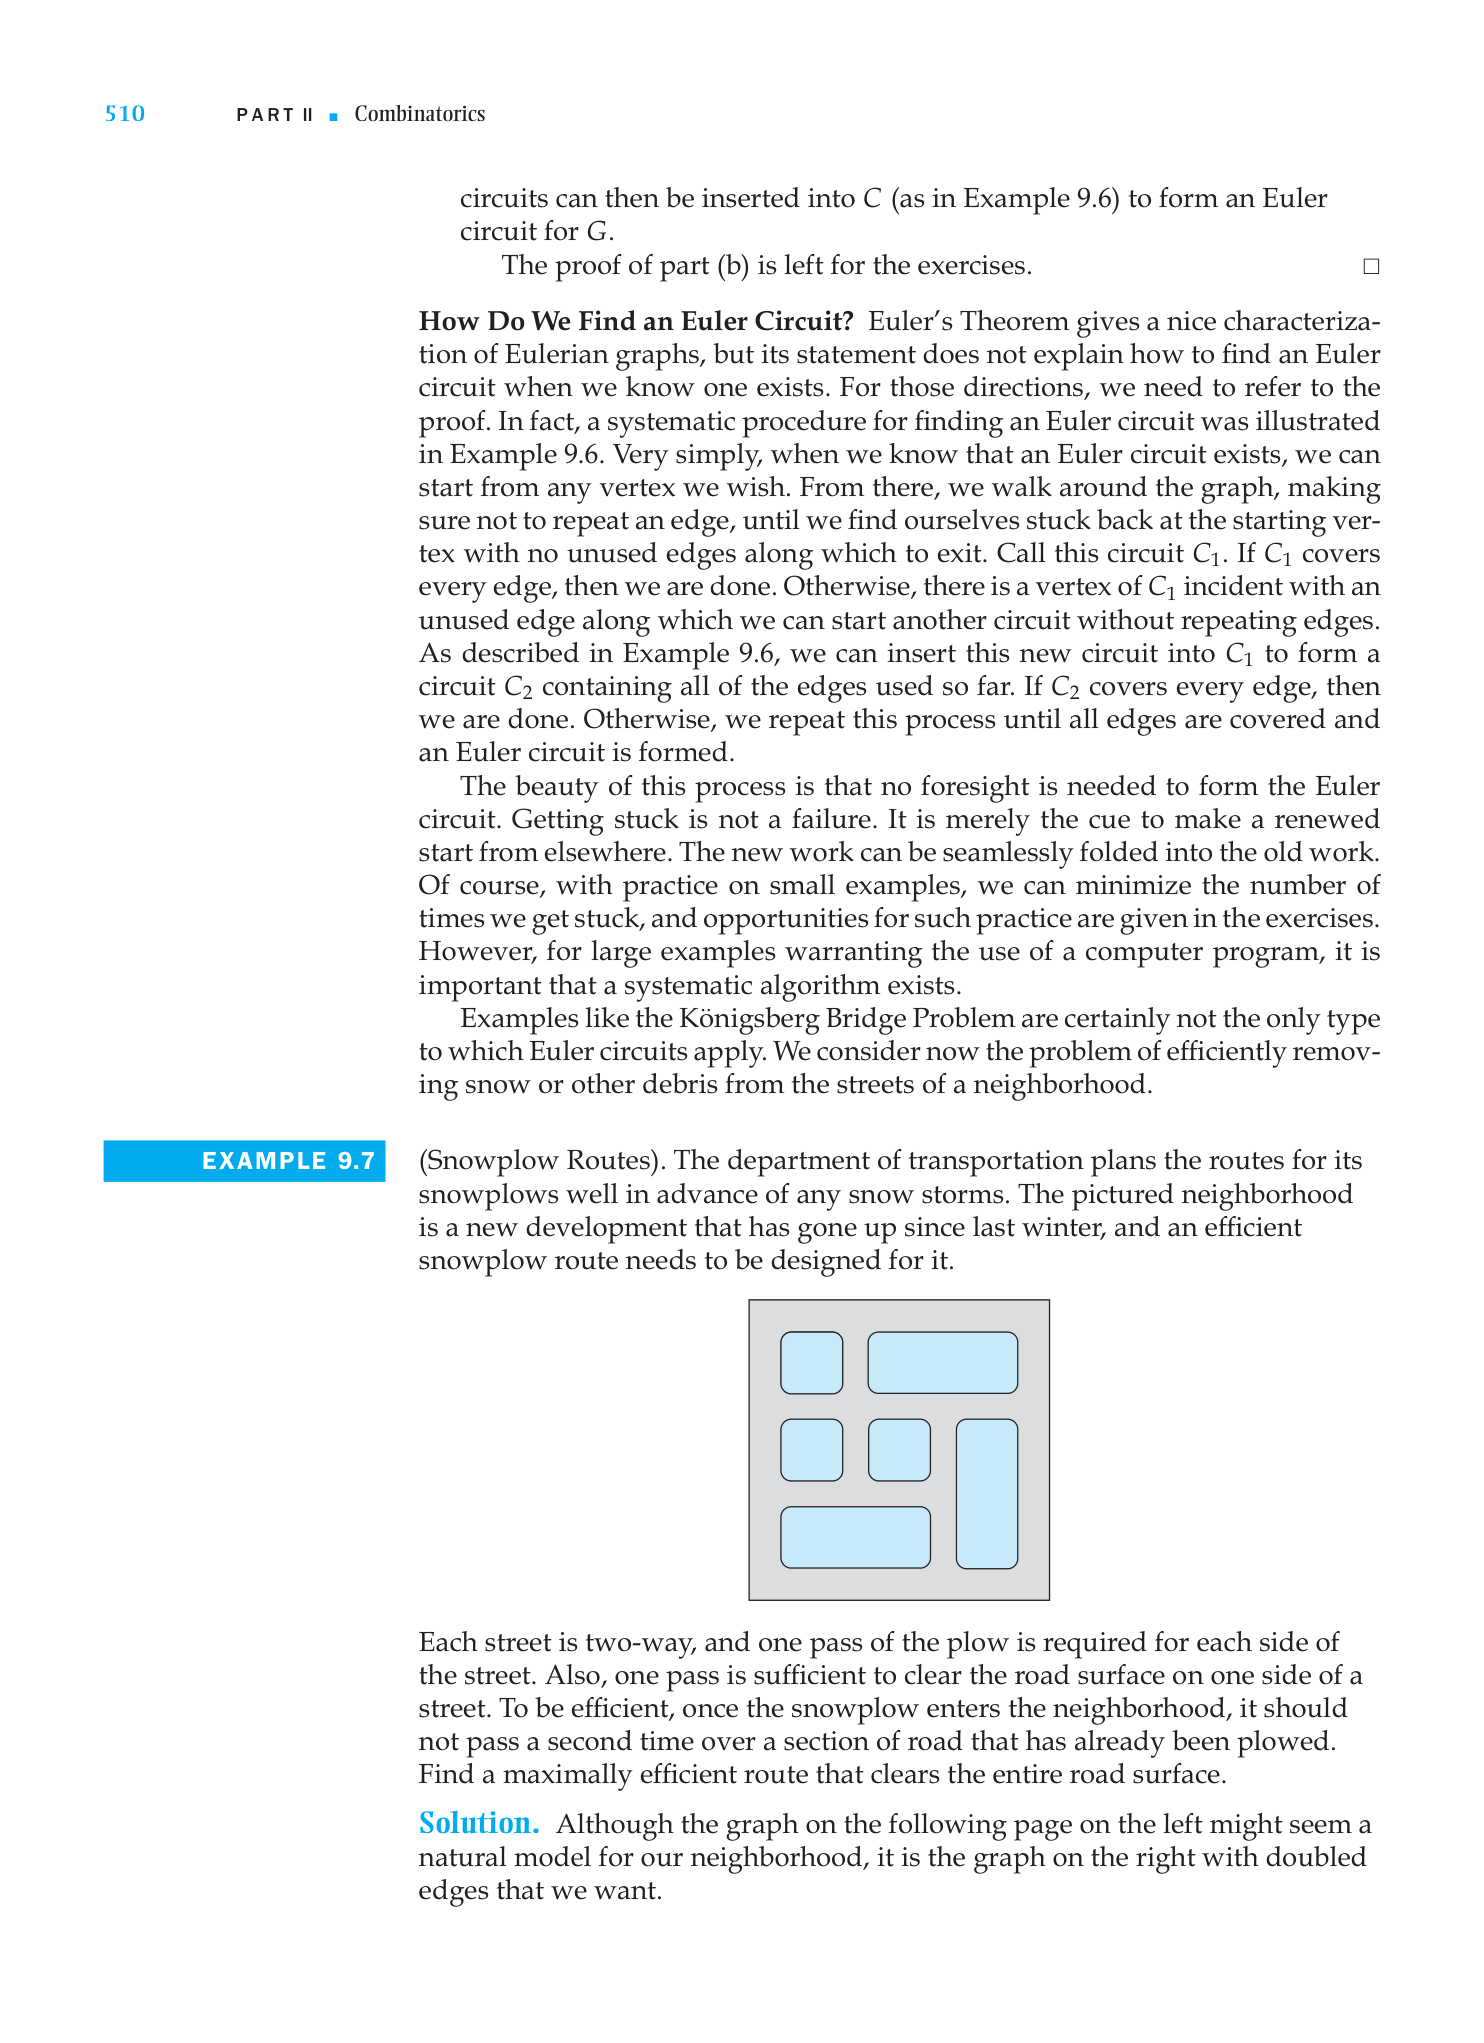 510 PART II ■ Combinatorics
circuits can then be inserted into C (as in Example 9.6) to form an Euler
circuit for G.
The proof of part (b) is left for the exercises. □
How Do We Find an Euler Circuit? Euler's Theorem gives a nice characteriza-
tion of Eulerian graphs, but its statement does not explain how to find an Euler
circuit when we know one exists. For those directions, we need to refer to the
proof. In fact, a systematic procedure for finding an Euler circuit was illustrated
in Example 9.6. Very simply, when we know that an Euler circuit exists, we can
start from any vertex we wish. From there, we walk around the graph, making
sure not to repeat an edge, until we find ourselves stuck back at the starting ver-
tex with no unused edges along which to exit. Call this circuit C₁. If C₁ covers
every edge, then we are done. Otherwise, there is a vertex of C₁ incident with an
unused edge along which we can start another circuit without repeating edges.
As described in Example 9.6, we can insert this new circuit into C₁ to form a
circuit C₂ containing all of the edges used so far. If C₂ covers every edge, then
we are done. Otherwise, we repeat this process until all edges are covered and
an Euler circuit is formed.
The beauty of this process is that no foresight is needed to form the Euler
circuit. Getting stuck is not a failure. It is merely the cue to make a renewed
start from elsewhere. The new work can be seamlessly folded into the old work.
Of course, with practice on small examples, we can minimize the number of
times we get stuck, and opportunities for such practice are given in the exercises.
However, for large examples warranting the use of a computer program, it is
important that a systematic algorithm exists.
Examples like the Königsberg Bridge Problem are certainly not the only type
to which Euler circuits apply. We consider now the problem of efficiently remov-
ing snow or other debris from the streets of a neighborhood.
EXAMPLE 9.7 (Snowplow Routes). The department of transportation plans the routes for its
snowplows well in advance of any snow storms. The pictured neighborhood
is a new development that has gone up since last winter, and an efficient
snowplow route needs to be designed for it.
Each street is two-way, and one pass of the plow is required for each side of
the street. Also, one pass is sufficient to clear the road surface on one side of a
street. To be efficient, once the snowplow enters the neighborhood, it should
not pass a second time over a section of road that has already been plowed.
Find a maximally efficient route that clears the entire road surface.
Solution. Although the graph on the following page on the left might seem a
natural model for our neighborhood, it is the graph on the right with doubled
edges that we want.